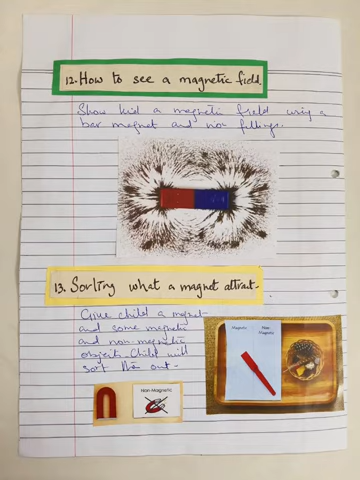 12. How to see a magnetic field.
Show kid a magnetic field using a
bar magnet and iron fillings.
13. Sorting what a magnet attract.
Give child a magnet
and some magnetic
and non-magnetic
objects. Child will
sort the out.
Magnetic
Non-
Magnetic
Non-Magnetic